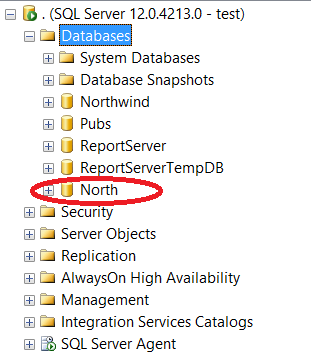 . (SQL Server 12.0.4213.0 - test)
Databases
System Databases
Database Snapshots
Northwind
Pubs
ReportServer
ReportServerTempDB
North
Security
Server Objects
Replication
AlwaysOn High Availability
Management
Integration Services Catalogs
SQL Server Agent